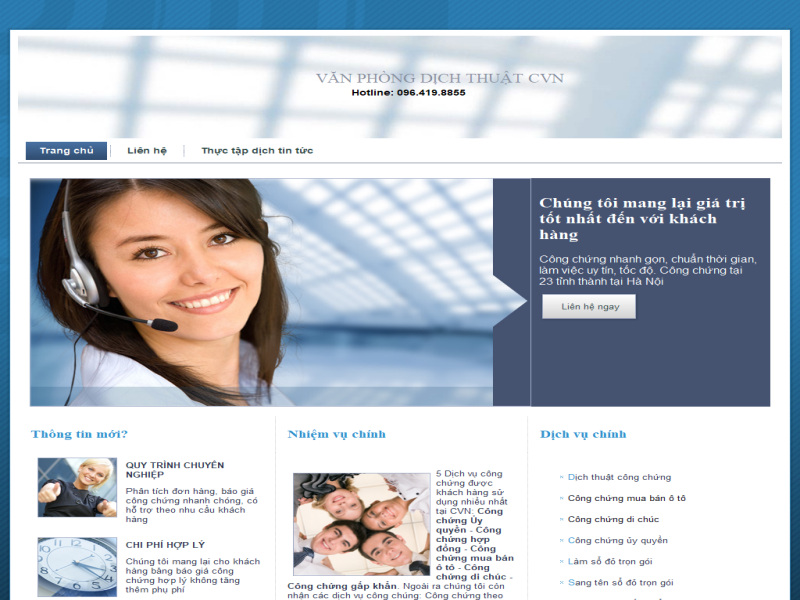 VĂN PHÒNG DỊCH THUẬT CVN
Hotline: 096.419.8855
Trang chủ
Liên hệ
Thực tập dịch tin tức
Chúng tôi mang lại giá trị
tốt nhất đến với khách
hàng
Công chứng nhanh gọn, chuẩn thời gian,
làm việc uy tín, tốc độ. Công chứng tại
23 tỉnh thành tại Hà Nội
Liên hệ ngay
Thông tin mới?
QUY TRÌNH CHUYÊN
NGHIỆP
Phân tích đơn hàng, báo giá
công chứng nhanh chóng, có
hỗ trợ theo nhu cầu khách
hàng
CHI PHÍ HỢP LÝ
Chúng tôi mang lại cho khách
hàng bảng báo giá công
chứng hợp lý không tăng
thêm phụ phí
Nhiệm vụ chính
5 Dịch vụ công
chứng được
khách hàng sử
dụng nhiều nhất
tại CVN: Công
chứng Ủy
quyền - Công
chứng hợp
đồng - Công
chứng mua bán
ô tô - Công
chứng di chúc -
Công chứng gấp khẩn. Ngoài ra chúng tôi còn
nhận các dịch vụ công chứng: Công chứng theo
Dịch vụ chính
Dịch thuật công chứng
Công chứng mua bán ô tô
Công chứng di chúc
Công chứng ủy quyền
Làm sổ đỏ trọn gói
Sang tên sổ đỏ trọn gói